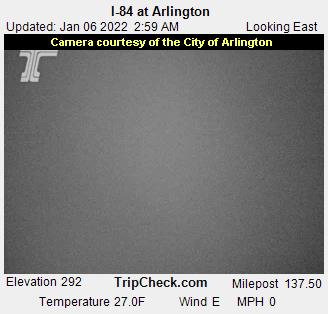 I-84 at Arlington
Updated: Jan 06 2022 2:59 AM Looking East
Camera courtesy of the City of Arlington
Elevation 292 TripCheck.com Milepost 137.50
Temperature 27.0F Wind E MPH 0